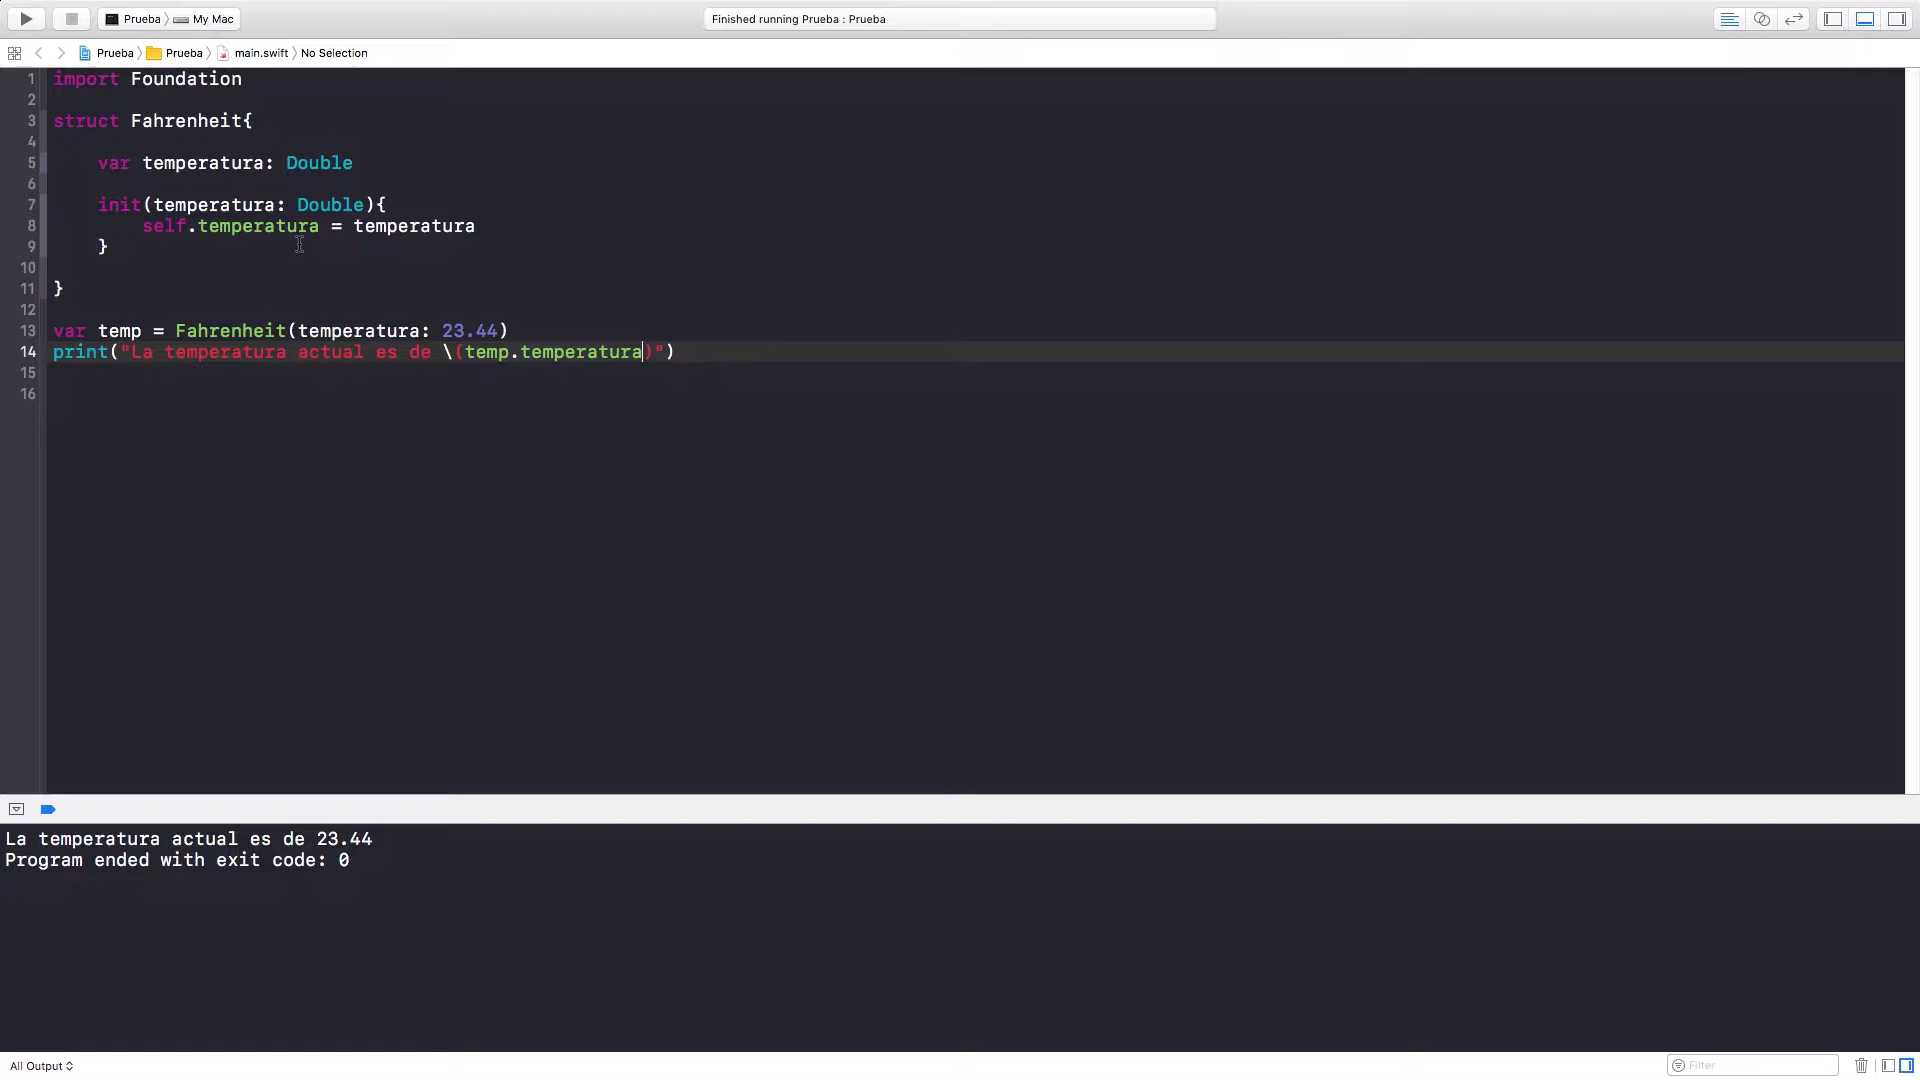 Prueba My Mac Finished running Prueba : Prueba
Prueba Prueba main.swift No Selection
1 import Foundation
2
3 struct Fahrenheit{
4
5 var temperatura: Double
6
7 init(temperatura: Double){
8 self.temperatura = temperatura
9 }
10
11 }
12
13 var temp = Fahrenheit(temperatura: 23.44)
14 print("La temperatura actual es de \(temp.temperatura)")
15
16
La temperatura actual es de 23.44
Program ended with exit code: 0
All Output Filter